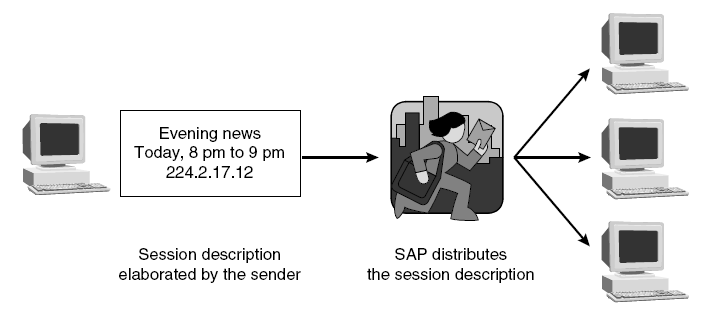 Evening news
Today, 8 pm to 9 pm
224.2.17.12
Session description
elaborated by the sender
SAP distributes
the session description